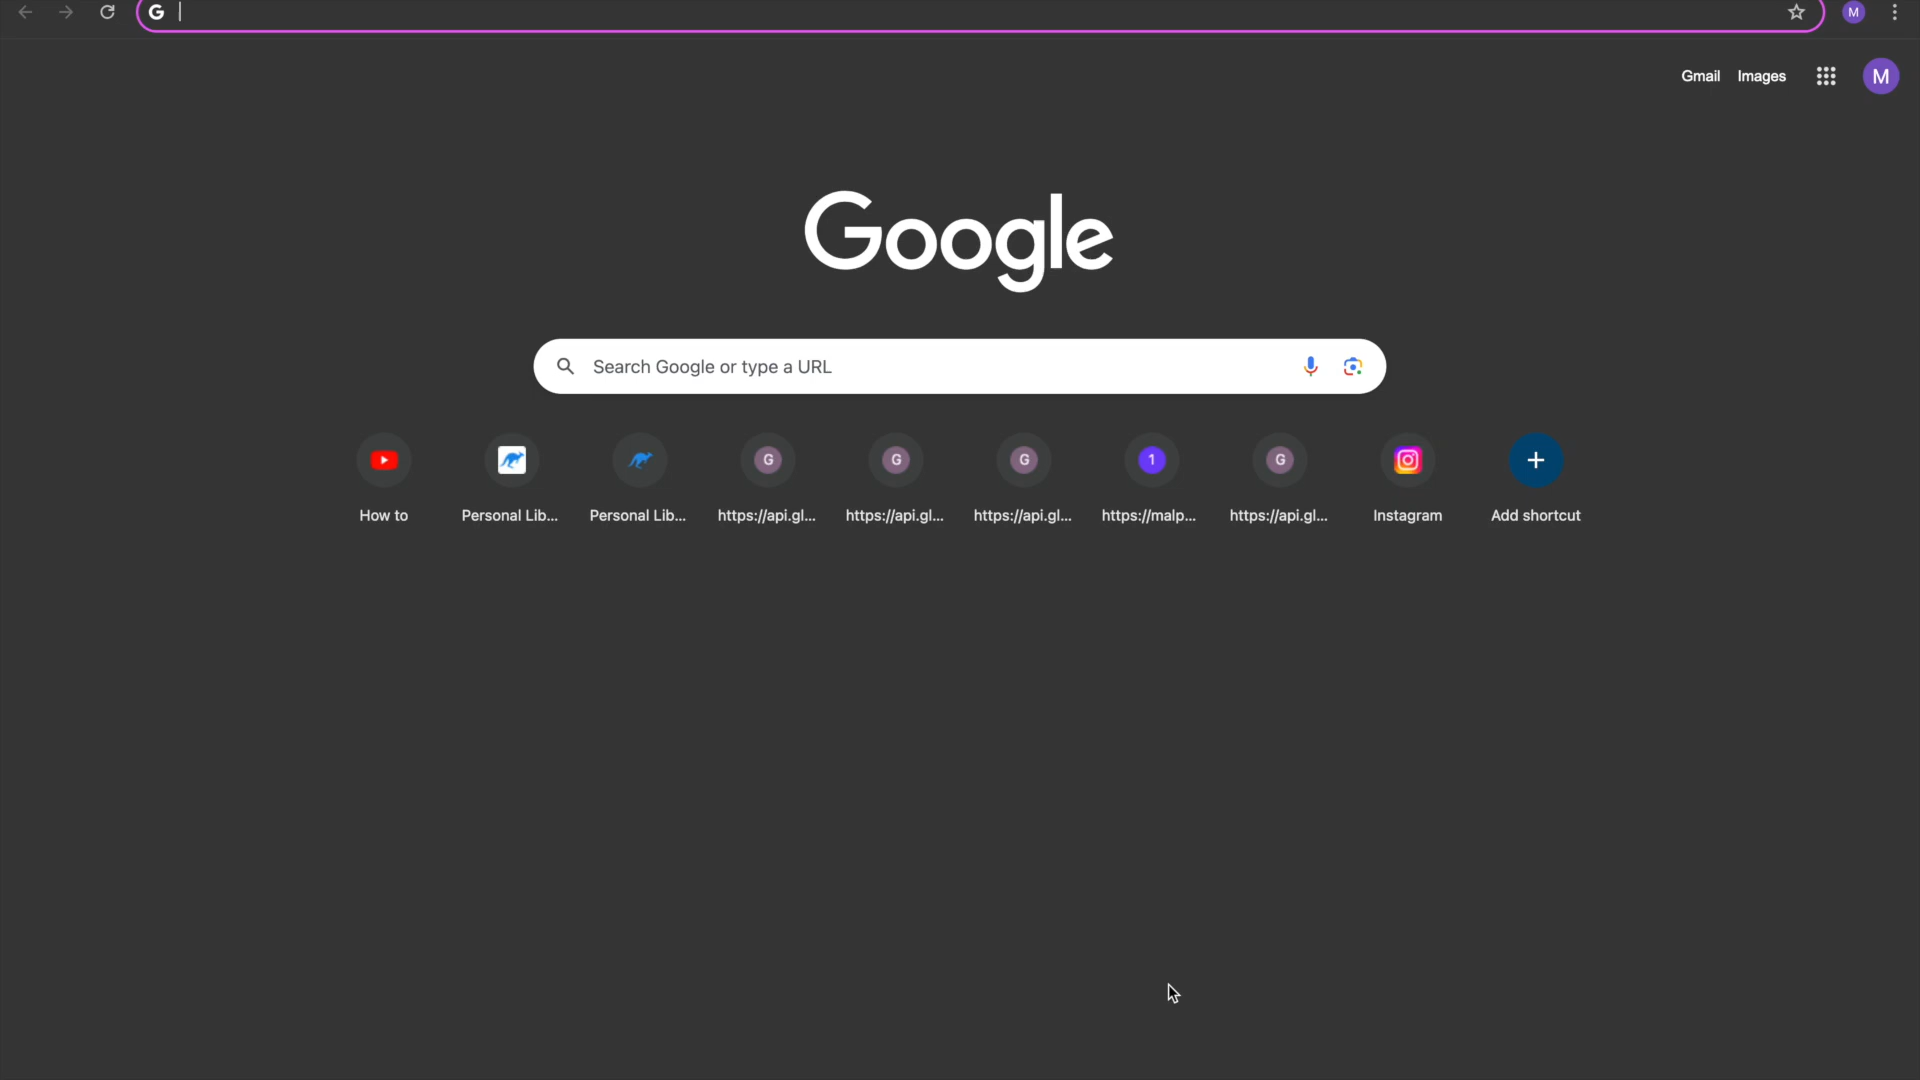 G
M
Gmail Images
M
Google
Search Google or type a URL
G G G 1 G
How to Personal Lib... Personal Lib... https://api.gl... https://api.gl... https://api.gl... https://malp... https://api.gl... Instagram Add shortcut